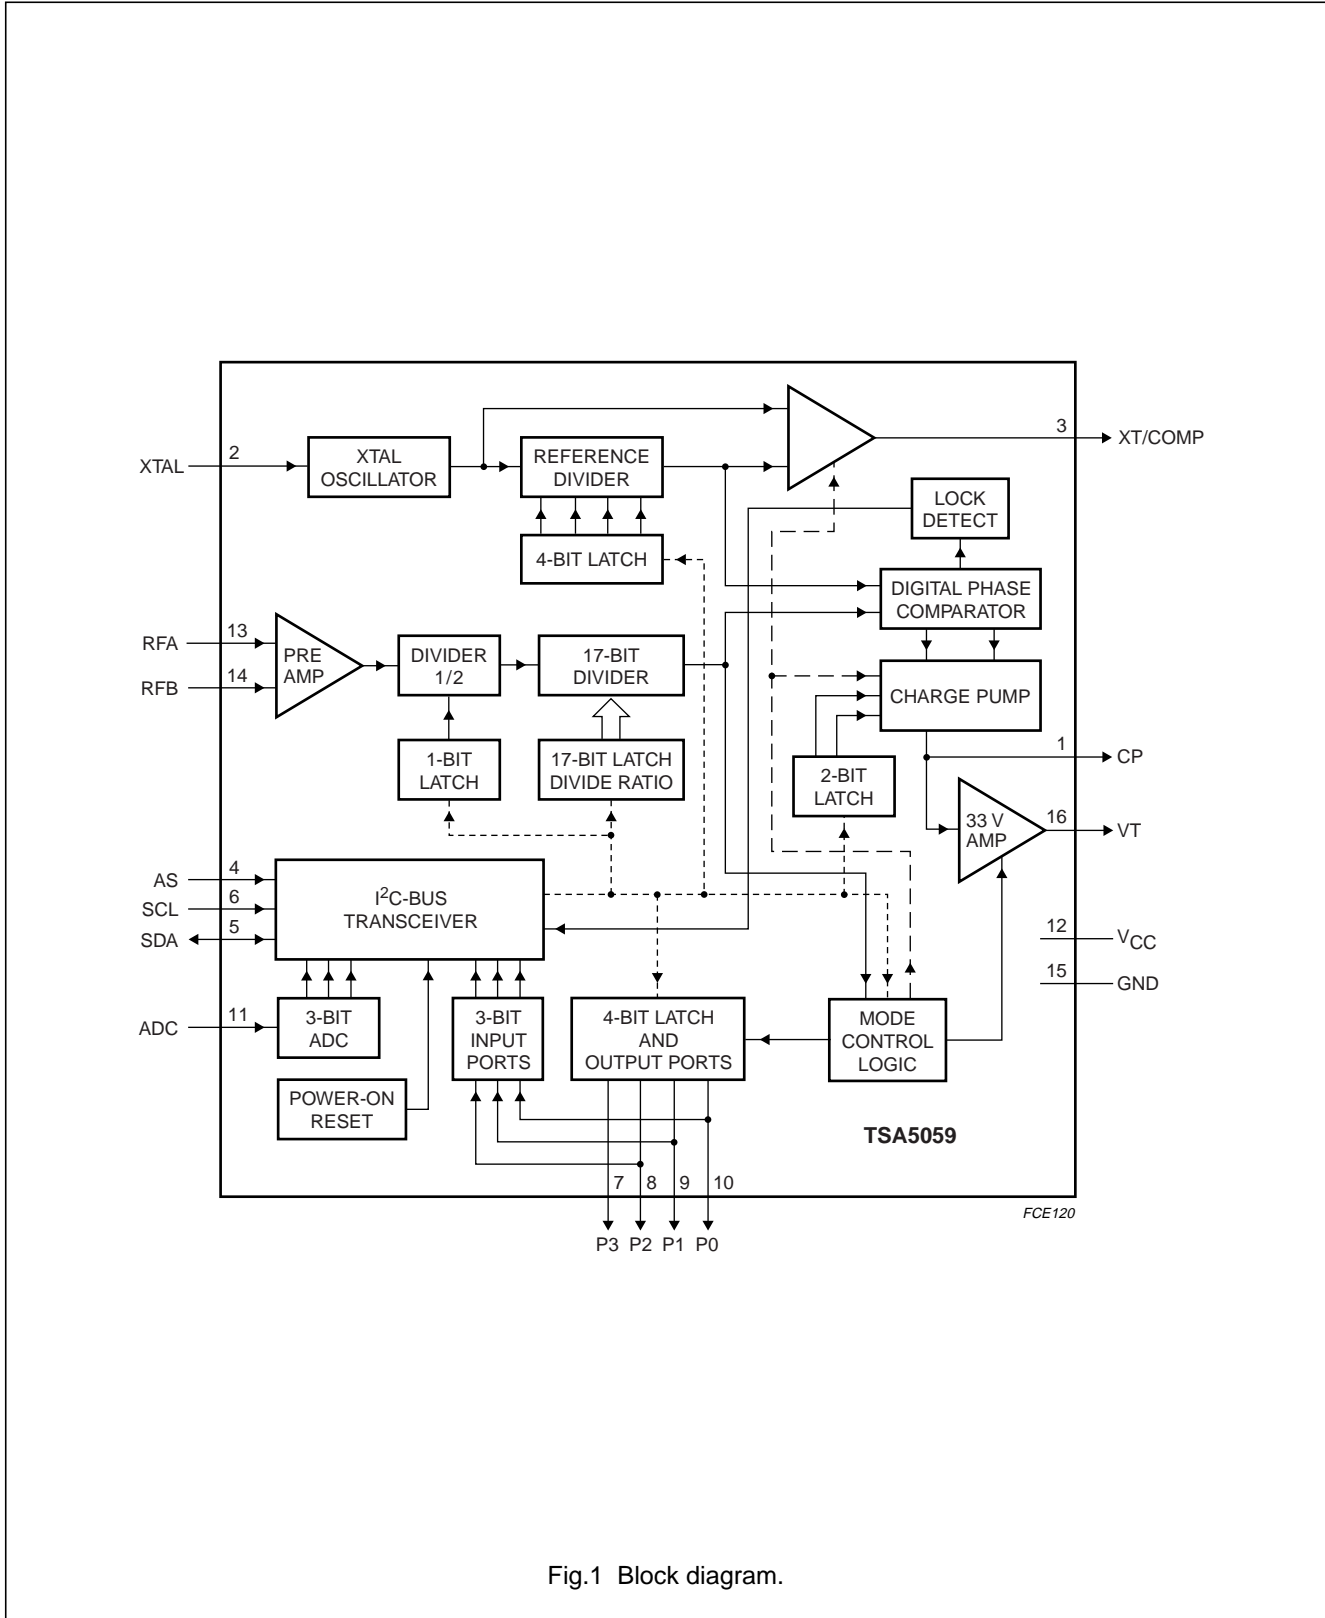 XTAL
2
XTAL
OSCILLATOR
REFERENCE
DIVIDER
3
XT/COMP
LOCK
DETECT
4-BIT LATCH
DIGITAL PHASE
COMPARATOR
RFA
13
RFB
14
PRE
AMP
DIVIDER
1/2
17-BIT
DIVIDER
CHARGE PUMP
1
CP
1-BIT
LATCH
17-BIT LATCH
DIVIDE RATIO
2-BIT
LATCH
33 V
AMP
16
VT
AS
4
SCL
6
SDA
5
I²C-BUS
TRANSCEIVER
12
VCC
15
GND
ADC
11
3-BIT
ADC
3-BIT
INPUT
PORTS
4-BIT LATCH
AND
OUTPUT PORTS
MODE
CONTROL
LOGIC
POWER-ON
RESET
TSA5059
7 8 9 10
FCE120
P3 P2 P1 P0
Fig.1 Block diagram.